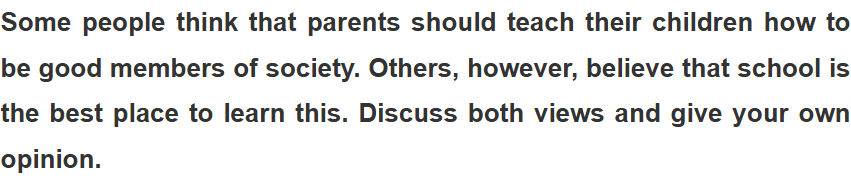 Some people think that parents should teach their children how to
be good members of society. Others, however, believe that school is
the best place to learn this. Discuss both views and give your own
opinion.